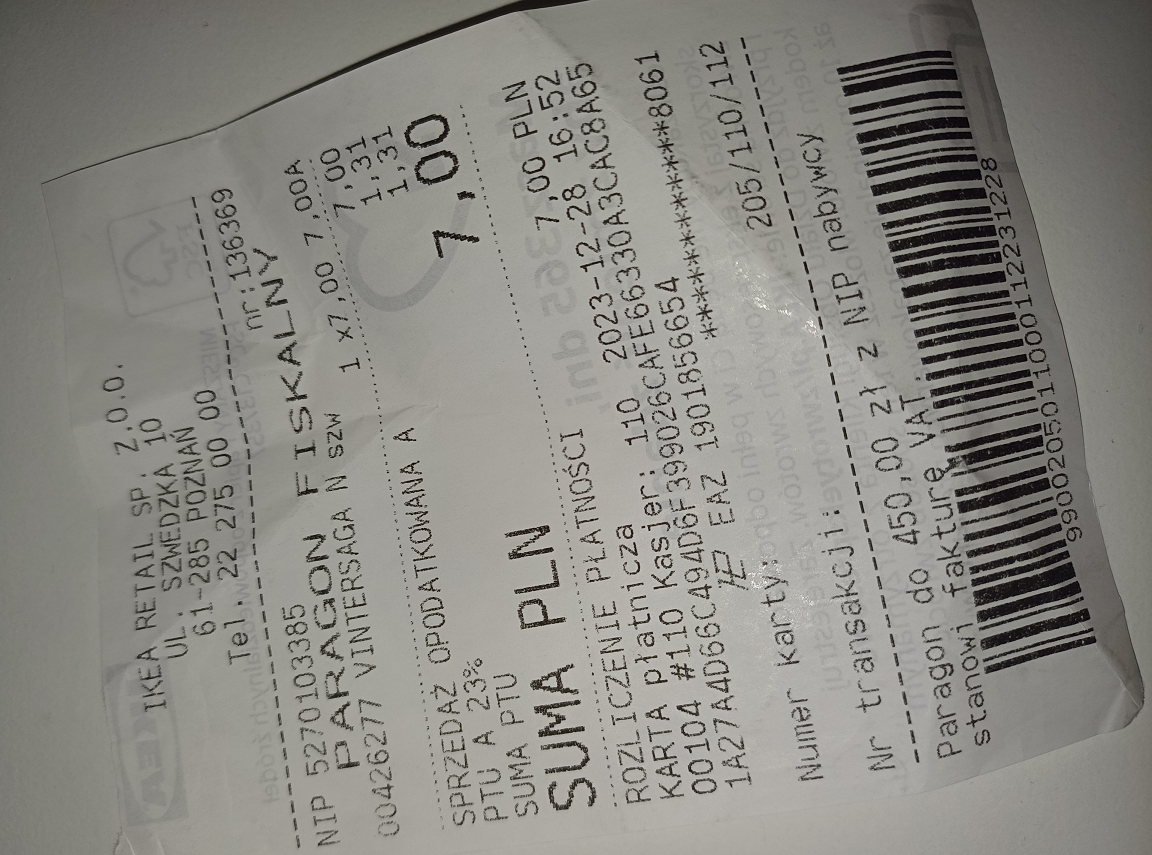 IKEA RETAIL SP. Z.O.O.
UL. SZWEDZKA 10
61-285 POZNAŃ
Tel. 22 275 00 00
nr:136369
NIP 5270103385
PARAGON FISKALNY
00426277 VINTERSAGA N szw 1 x7,00 7,00A
SPRZEDAŻ OPODATKOWANA A 7,00
PTU A 23% 1,31
SUMA PTU 1,31
SUMA PLN 7,00
ROZLICZENIE PŁATNOŚCI
KARTA płatnicza 7,00 PLN
00104 #110 Kasjer: 110 2023-12-28 16:52
1A27A4D66C494D6F399026CAFE66330A3CAC8A65
EAZ 1901856654
Numer karty: ************8061
Nr transakcji: 205/110/112
Paragon do 450,00 zł z NIP nabywcy
stanowi fakturę VAT.
9900205011000112231228